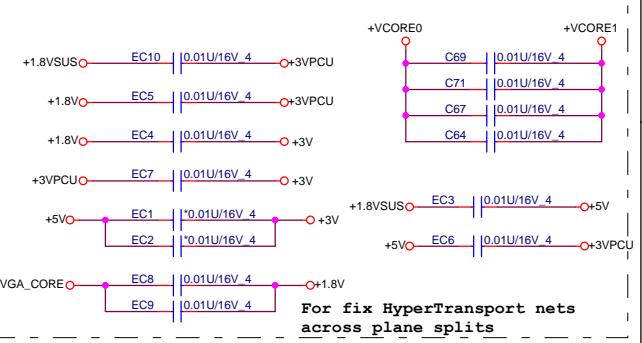 +1.8VSUS EC10 0.01U/16V_4 +3VPCU
+1.8V EC5 0.01U/16V_4 +3VPCU
+1.8V EC4 0.01U/16V_4 +3V
+3VPCU EC7 0.01U/16V_4 +3V
+5V EC1 *0.01U/16V_4 +3V
EC2 *0.01U/16V_4
VGA_CORE EC8 0.01U/16V_4 +1.8V
EC9 0.01U/16V_4
+VCORE0 +VCORE1
C69 0.01U/16V_4
C71 0.01U/16V_4
C67 0.01U/16V_4
C64 0.01U/16V_4
+1.8VSUS EC3 0.01U/16V_4 +5V
+5V EC6 0.01U/16V_4 +3VPCU
For fix HyperTransport nets
across plane splits